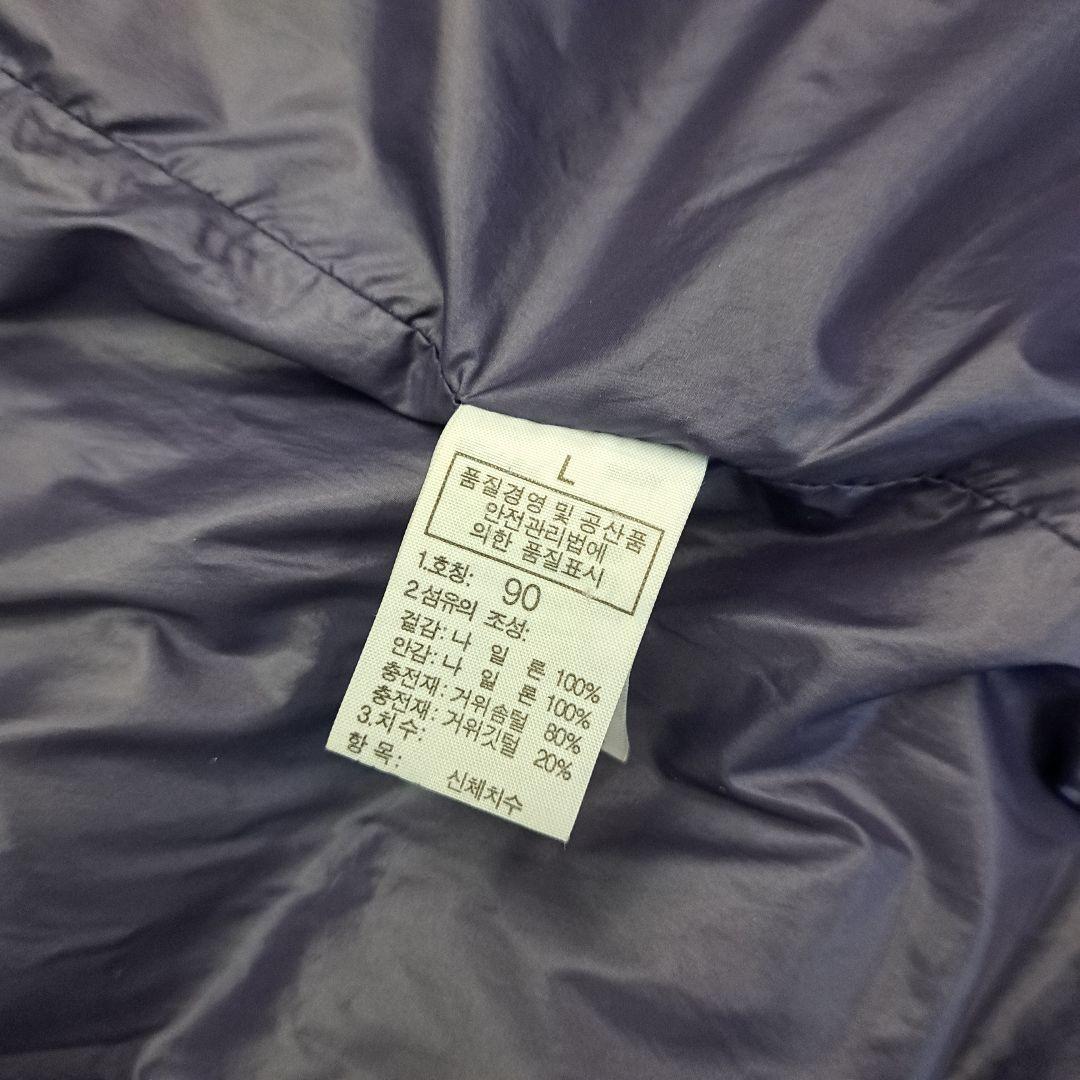 L
품질경영 및 공산품
안전관리법에
의한 품질표시
1.호칭: 90
2섬유의 조성:
겉감: 나 일 론 100%
안감: 나 일 론 100%
충전재: 거위솜털 80%
충전재: 거위깃털 20%
3.치수:
항 목: 신체치수